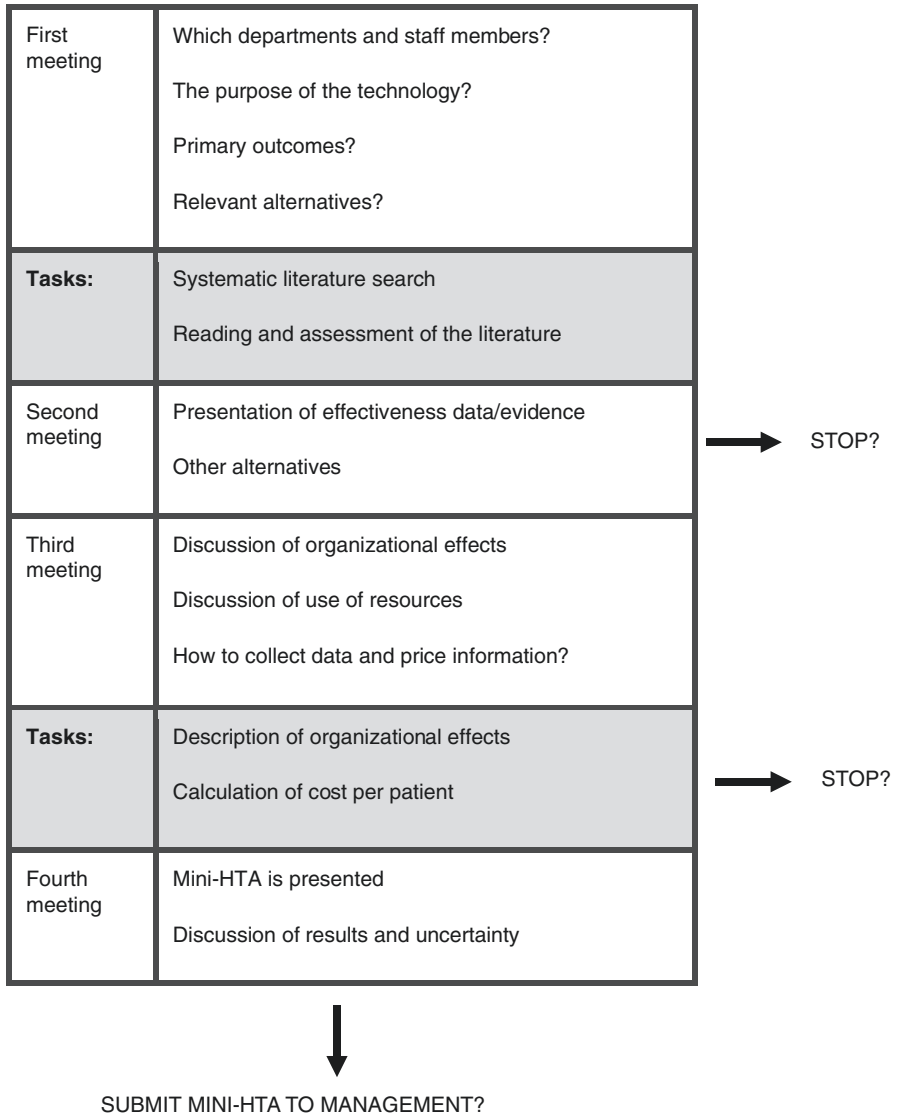 First
meeting
Which departments and staff members?
The purpose of the technology?
Primary outcomes?
Relevant alternatives?
Tasks:
Systematic literature search
Reading and assessment of the literature
Second
meeting
Presentation of effectiveness data/evidence
Other alternatives
STOP?
Third
meeting
Discussion of organizational effects
Discussion of use of resources
How to collect data and price information?
Tasks:
Description of organizational effects
Calculation of cost per patient
STOP?
Fourth
meeting
Mini-HTA is presented
Discussion of results and uncertainty
SUBMIT MINI-HTA TO MANAGEMENT?